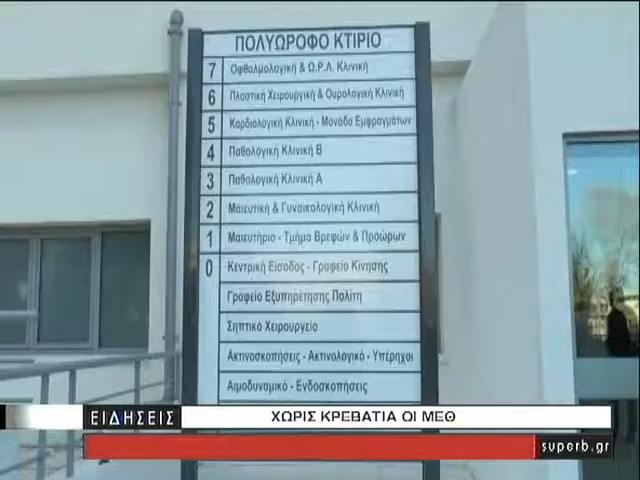 ΠΟΛΥΩΡΟΦΟ ΚΤΙΡΙΟ
7 Οφθαλμολογική & Ω.Ρ.Λ. Κλινική
6 Πλαστική Χειρουργική & Ουρολογική Κλινική
5 Καρδιολογική Κλινική - Μονάδα Εμφραγμάτων
4 Παθολογική Κλινική Β
3 Παθολογική Κλινική Α
2 Μαιευτική & Γυναικολογική Κλινική
1 Μαιευτήριο - Τμήμα Βρεφών & Προώρων
0 Κεντρική Είσοδος - Γραφείο Κίνησης
Γραφείο Εξυπηρέτησης Πολίτη
Σηπτικό Χειρουργείο
Ακτινοσκοπήσεις - Ακτινολογικό - Υπέρηχοι
Αιμοδυναμικό - Ενδοσκοπήσεις
ΕΙΔΗΣΕΙΣ ΧΩΡΙΣ ΚΡΕΒΑΤΙΑ ΟΙ ΜΕΘ
superb.gr